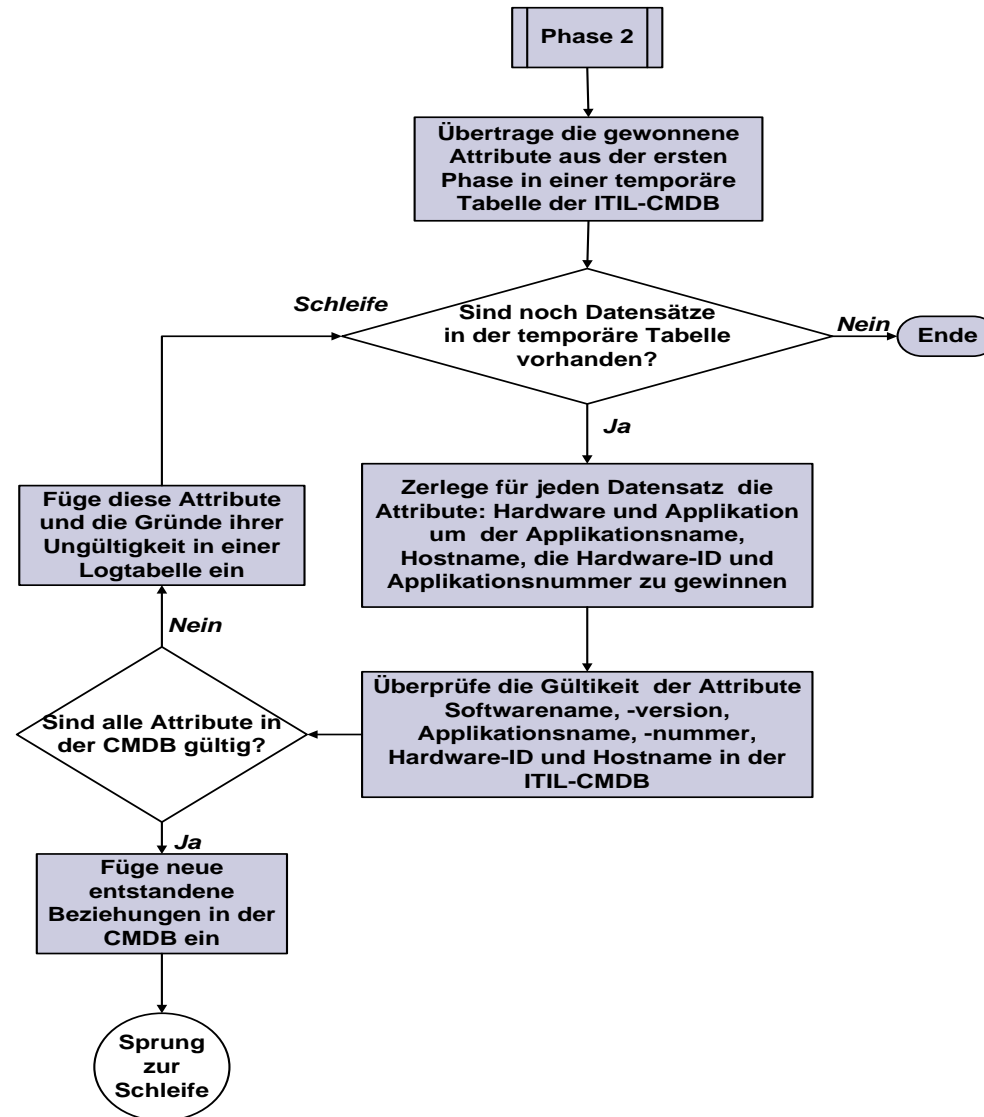 Phase 2
Übertrage die gewonnene
Attribute aus der ersten
Phase in einer temporäre
Tabelle der ITIL-CMDB
Schleife
Sind noch Datensätze
in der temporäre Tabelle
vorhanden?
Nein
Ende
Ja
Zerlege für jeden Datensatz die
Attribute: Hardware und Applikation
um der Applikationsname,
Hostname, die Hardware-ID und
Applikationsnummer zu gewinnen
Füge diese Attribute
und die Gründe ihrer
Ungültigkeit in einer
Logtabelle ein
Nein
Überprüfe die Gültikeit der Attribute
Softwarename, -version,
Applikationsname, -nummer,
Hardware-ID und Hostname in der
ITIL-CMDB
Sind alle Attribute in
der CMDB gültig?
Ja
Füge neue
entstandene
Beziehungen in der
CMDB ein
Sprung
zur
Schleife